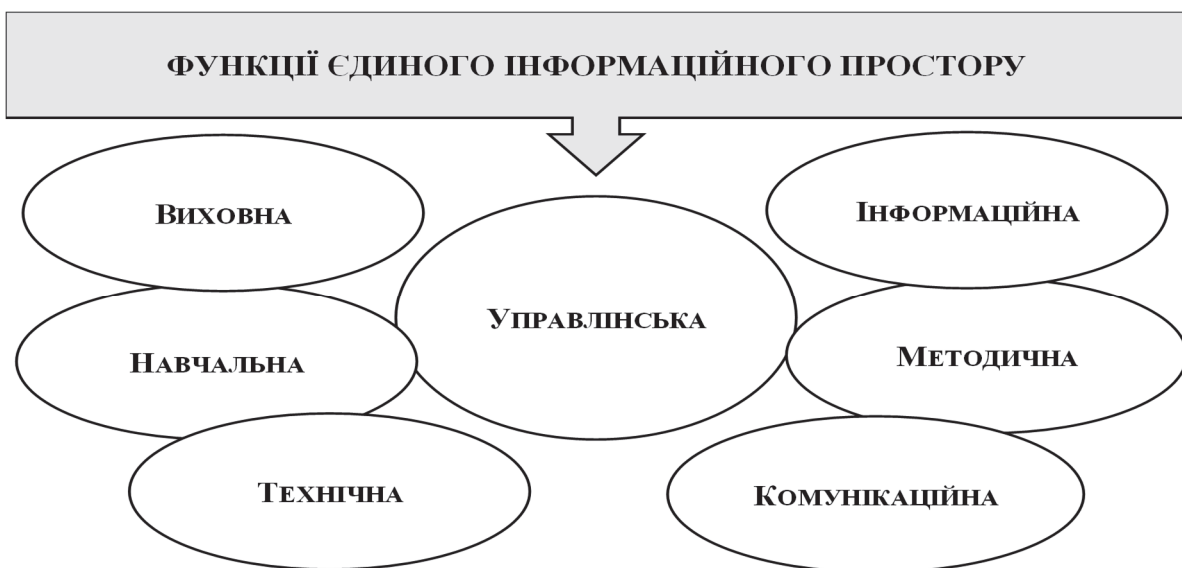 ФУНКЦІЇ ЄДИНОГО ІНФОРМАЦІЙНОГО ПРОСТОРУ
ВИХОВНА
ІНФОРМАЦІЙНА
УПРАВЛІНСЬКА
НАВЧАЛЬНА
МЕТОДИЧНА
ТЕХНІЧНА
КОМУНІКАЦІЙНА